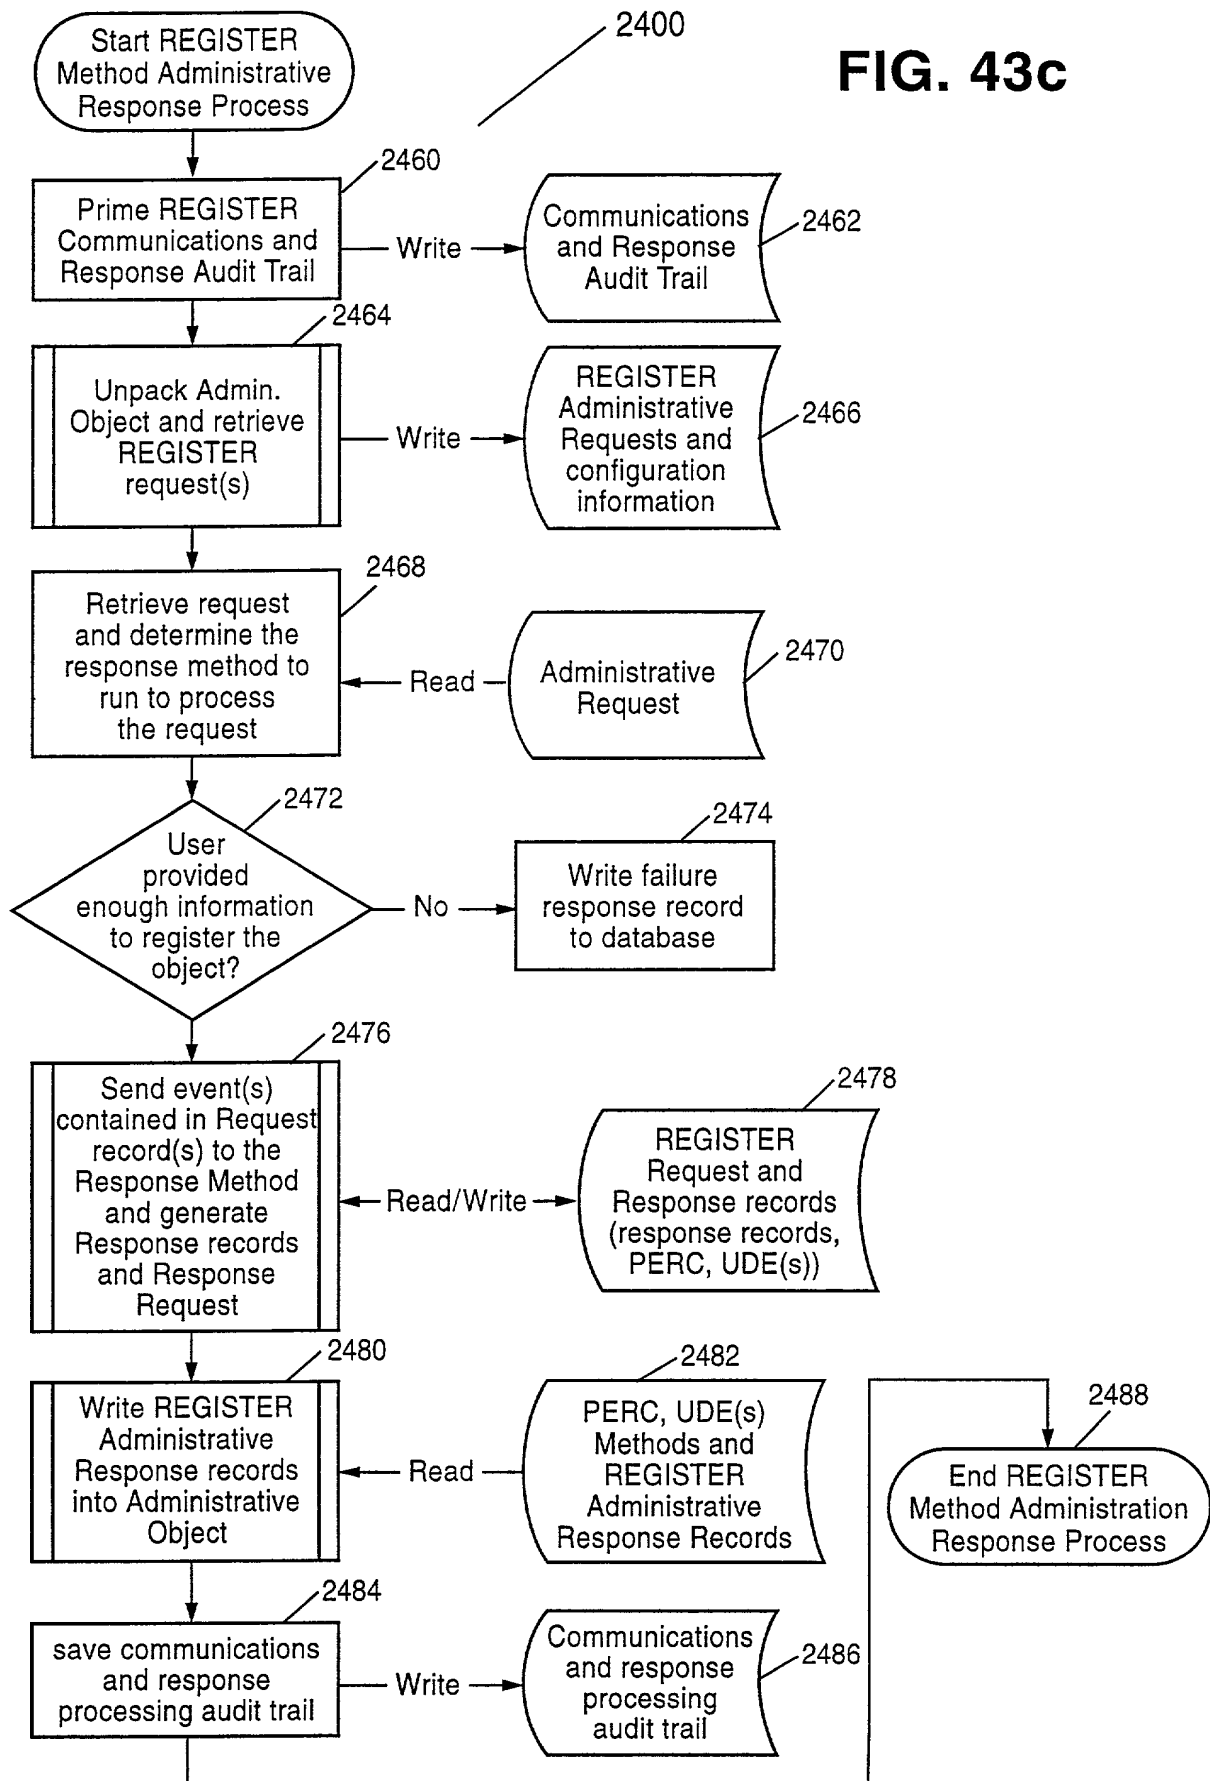 Start REGISTER
Method Administrative
Response Process
2400
FIG. 43c
2460
Prime REGISTER
Communications and
Response Audit Trail
Write
Communications
and Response
Audit Trail
2462
2464
Unpack Admin.
Object and retrieve
REGISTER
request(s)
Write
REGISTER
Administrative
Requests and
configuration
information
2466
2468
Retrieve request
and determine the
response method to
run to process
the request
Read
Administrative
Request
2470
2472
User
provided
enough information
to register the
object?
No
2474
Write failure
response record
to database
2476
Send event(s)
contained in Request
record(s) to the
Response Method
and generate
Response records
and Response
Request
Read/Write
2478
REGISTER
Request and
Response records
(response records,
PERC, UDE(s))
2480
Write REGISTER
Administrative
Response records
into Administrative
Object
Read
2482
PERC, UDE(s)
Methods and
REGISTER
Administrative
Response Records
2488
End REGISTER
Method Administration
Response Process
2484
save communications
and response
processing audit trail
Write
Communications
and response
processing
audit trail
2486